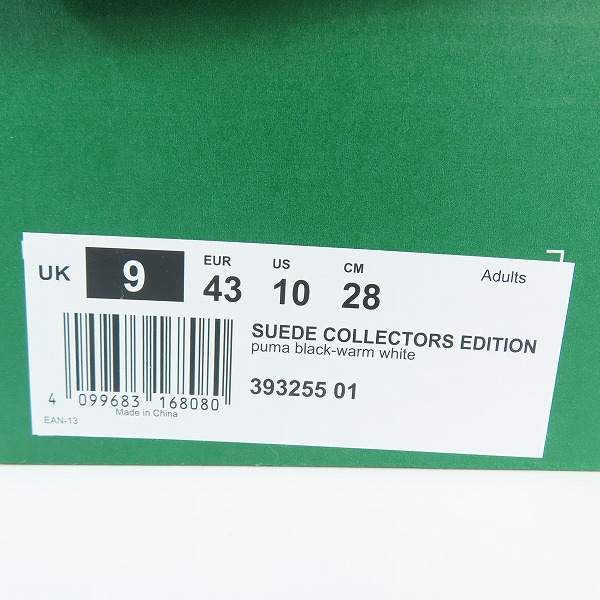 UK 9 EUR 43 US 10 CM 28 Adults
SUEDE COLLECTORS EDITION
puma black-warm white
393255 01
4 099683 168080
EAN-13 Made in China